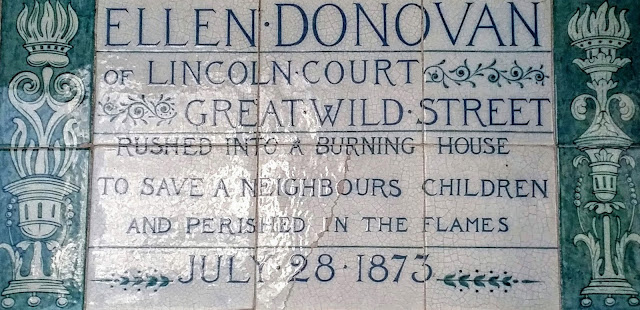 ELLEN·DONOVAN
OF LINCOLN·COURT
GREAT·WILD·STREET
RUSHED INTO A BURNING HOUSE
TO SAVE A NEIGHBOURS CHILDREN
AND PERISHED IN THE FLAMES
JULY·28·1873